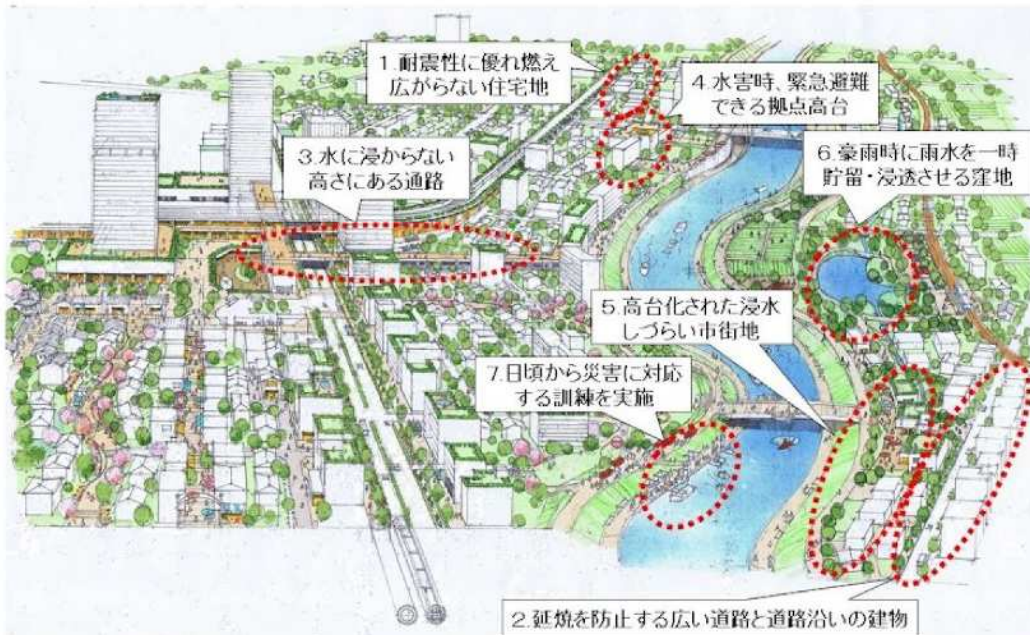 1.耐震性に優れ燃え
広がらない住宅地
4.水害時、緊急避難
できる拠点高台
3.水に浸からない
高さにある通路
6.豪雨時に雨水を一時
貯留・浸透させる窪地
5.高台化された浸水
しづらい市街地
7.日頃から災害に対応
する訓練を実施
2.延焼を防止する広い道路と道路沿いの建物